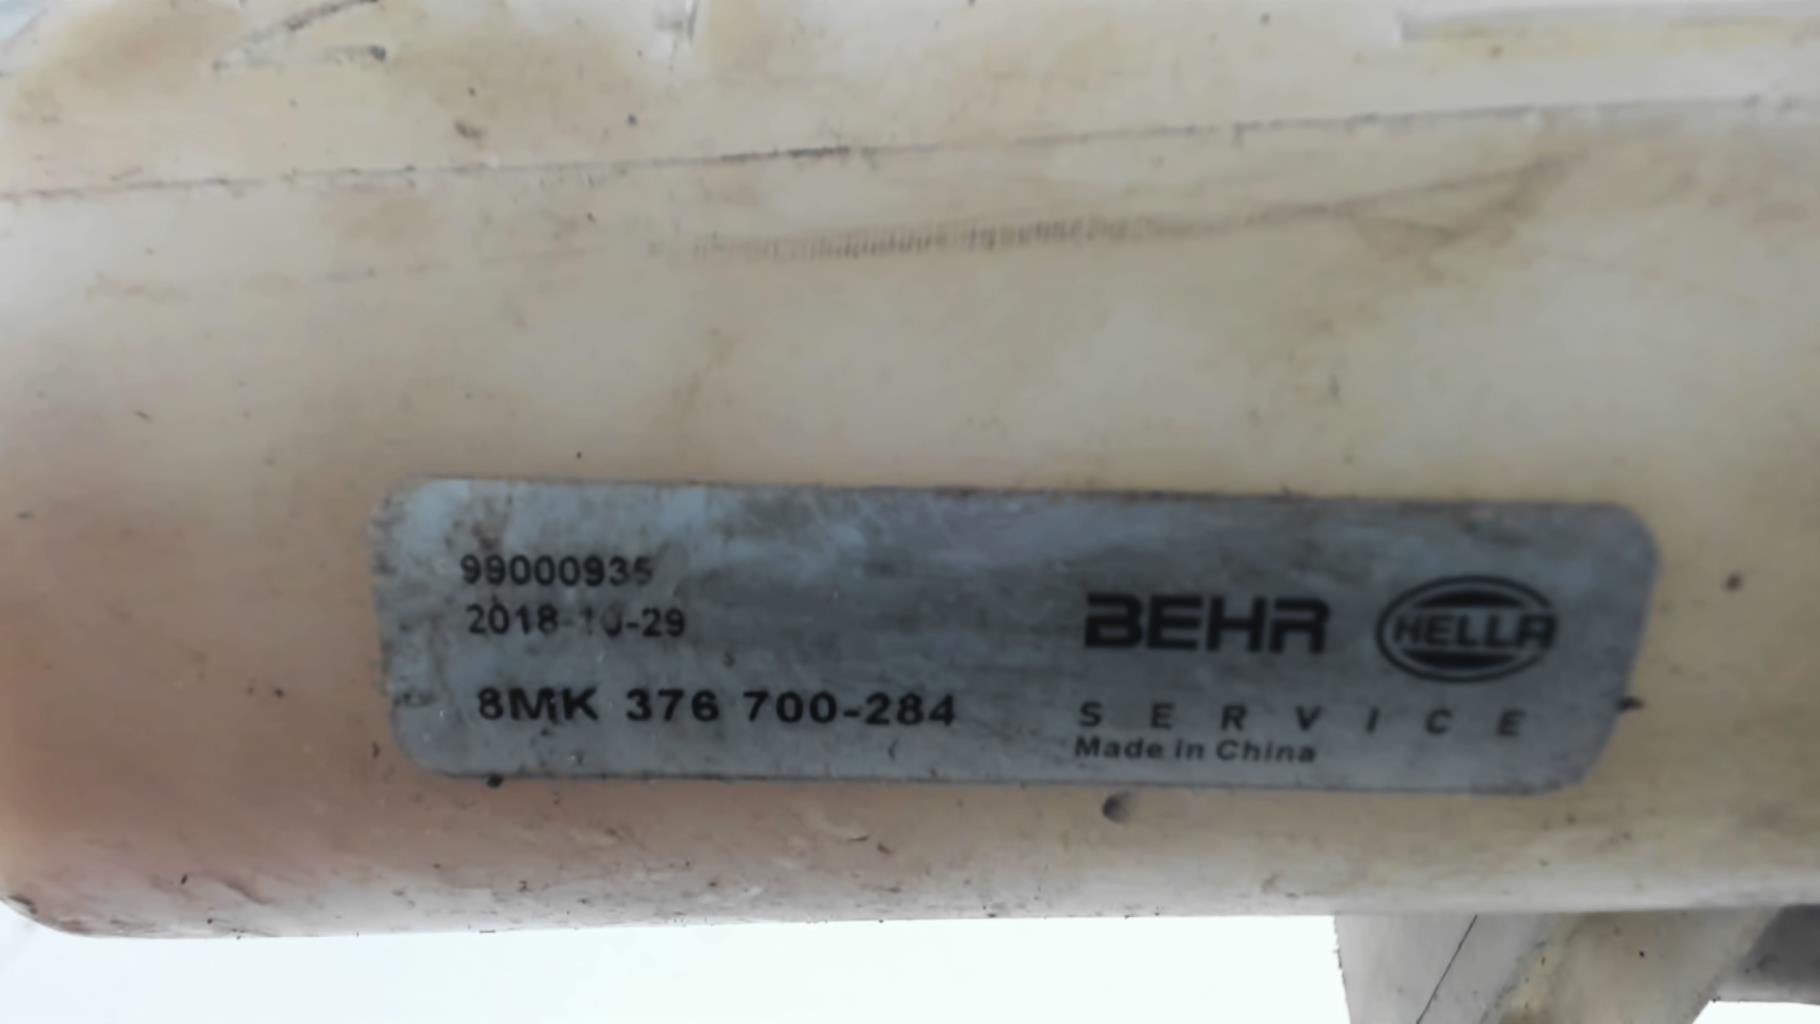 99000935
2018-10-29
8MK 376 700-284
BEHR HELLA
SERVICE
Made in China